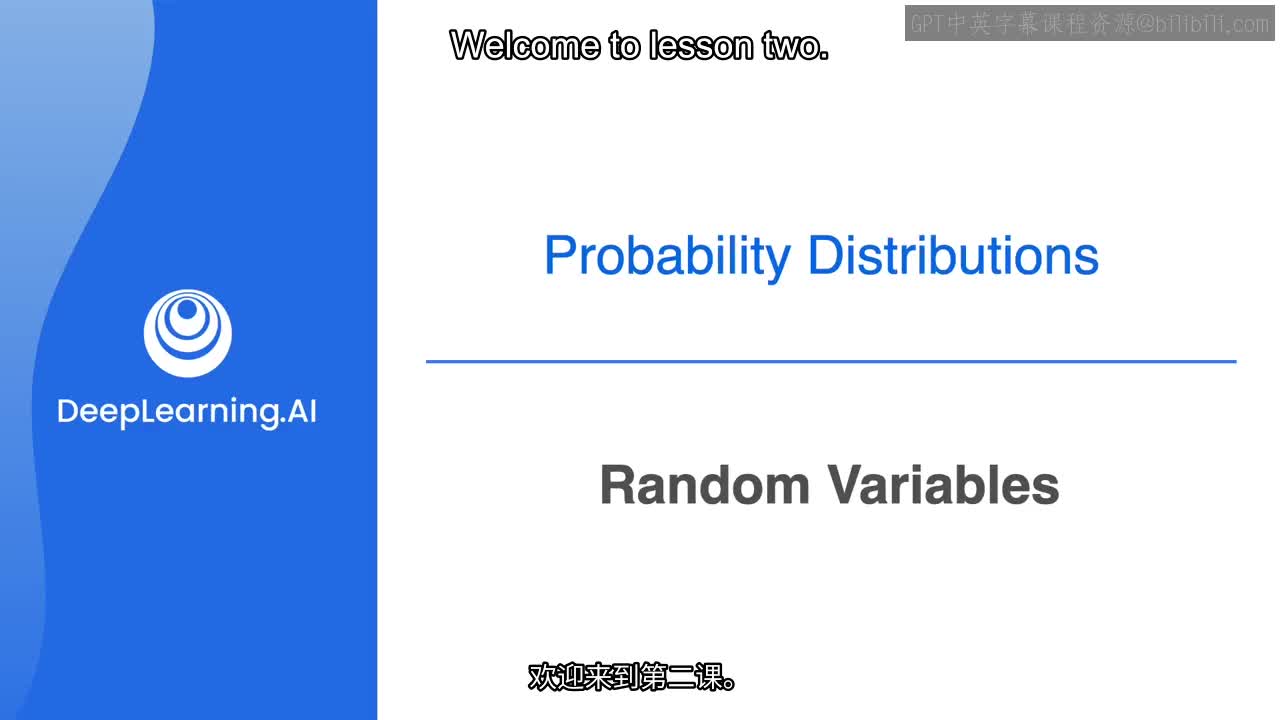 Welcome to lesson two.
GPT中英字幕课程资源@bilibili.com
Probability Distributions
DeepLearning.AI
Random Variables
欢迎来到第二课。